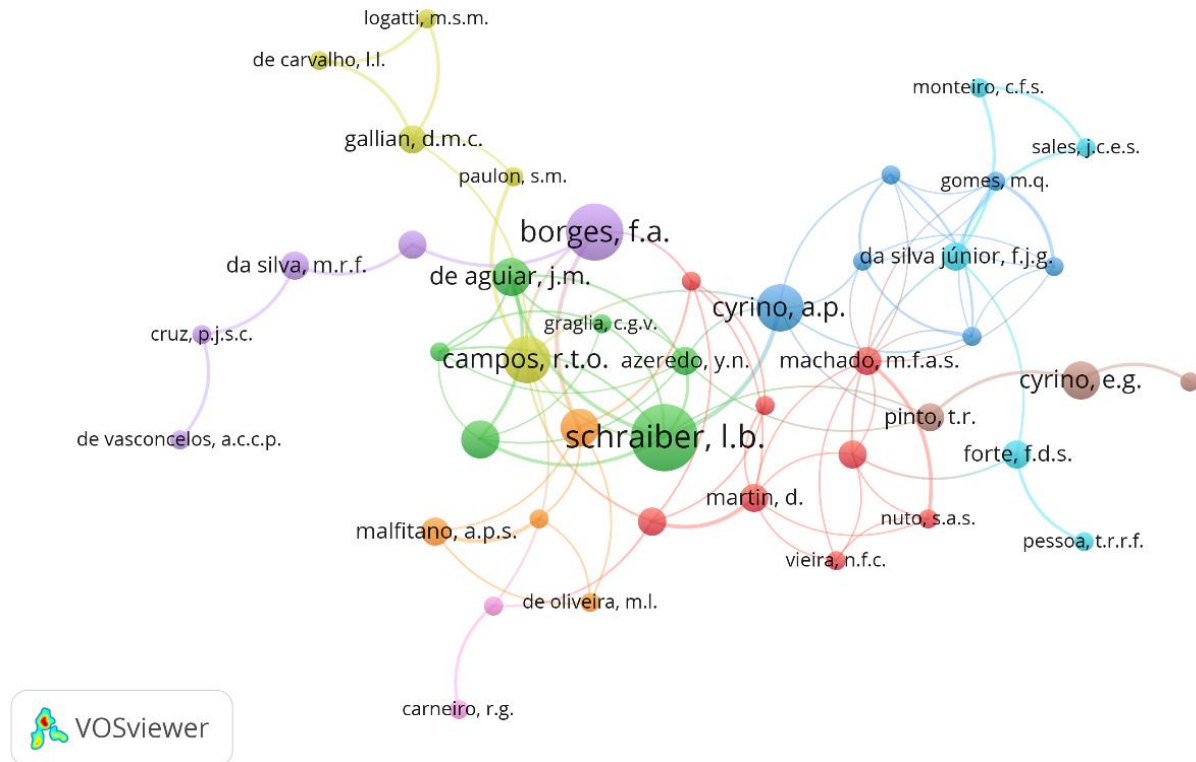 logatti, m.s.m.
de carvalho, l.l.
monteiro, c.f.s.
gallian, d.m.c.
sales, j.c.e.s.
paulon, s.m.
gomes, m.q.
borges, f.a.
da silva júnior, f.j.g.
da silva, m.r.f.
de aguiar, j.m.
cyrino, a.p.
graglia, c.g.v.
cruz, p.j.s.c.
campos, r.t.o.
azeredo, y.n.
machado, m.f.a.s.
cyrino, e.g.
pinto, t.r.
de vasconcelos, a.c.c.p.
schraiber, l.b.
forte, f.d.s.
martin, d.
nuto, s.a.s.
malfitano, a.p.s.
pessoa, t.r.r.f.
vieira, n.f.c.
de oliveira, m.l.
carneiro, r.g.
VOSviewer